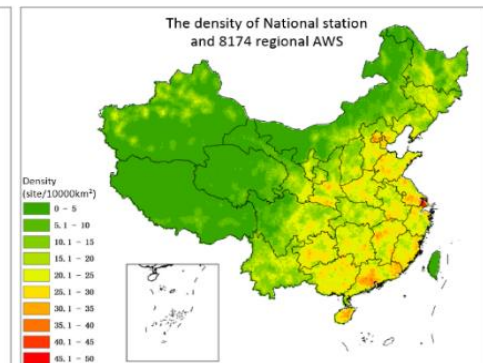 The density of National station
and 8174 regional AWS
Density
(site/10000km²)
0 - 5
5.1 - 10
10.1 - 15
15.1 - 20
20.1 - 25
25.1 - 30
30.1 - 35
35.1 - 40
40.1 - 45
45.1 - 50